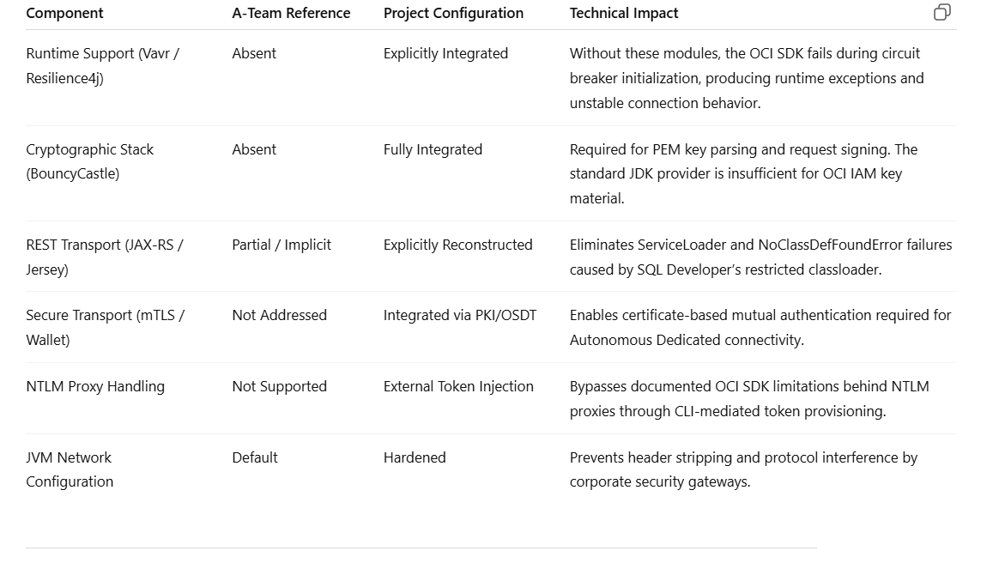 Component A-Team Reference Project Configuration Technical Impact
Runtime Support (Vavr / Absent Explicitly Integrated Without these modules, the OCI SDK fails during circuit
Resilience4j) breaker initialization, producing runtime exceptions and
unstable connection behavior.
Cryptographic Stack Absent Fully Integrated Required for PEM key parsing and request signing. The
(BouncyCastle) standard JDK provider is insufficient for OCI IAM key
material.
REST Transport (JAX-RS / Partial / Implicit Explicitly Reconstructed Eliminates ServiceLoader and NoClassDefFoundError failures
Jersey) caused by SQL Developer’s restricted classloader.
Secure Transport (mTLS / Not Addressed Integrated via PKI/OSDT Enables certificate-based mutual authentication required for
Wallet) Autonomous Dedicated connectivity.
NTLM Proxy Handling Not Supported External Token Injection Bypasses documented OCI SDK limitations behind NTLM
proxies through CLI-mediated token provisioning.
JVM Network Default Hardened Prevents header stripping and protocol interference by
Configuration corporate security gateways.